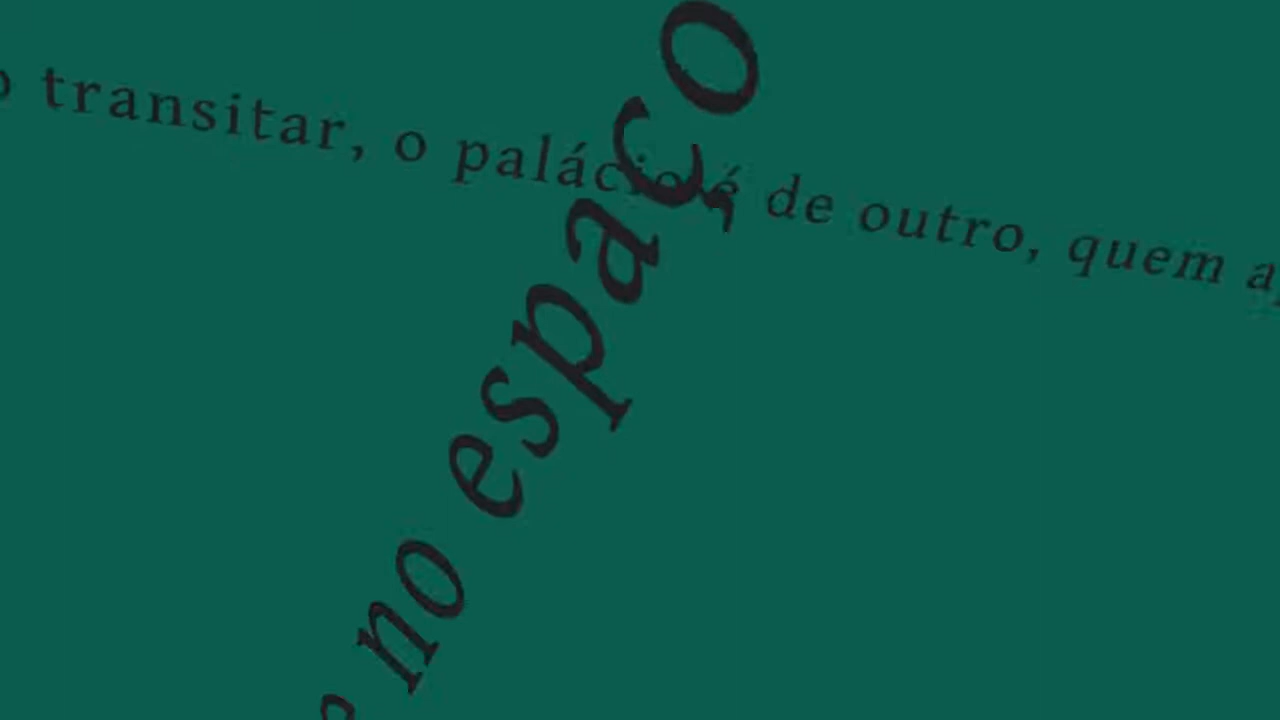 transitar, o palácio é de outro, quem
no espaço